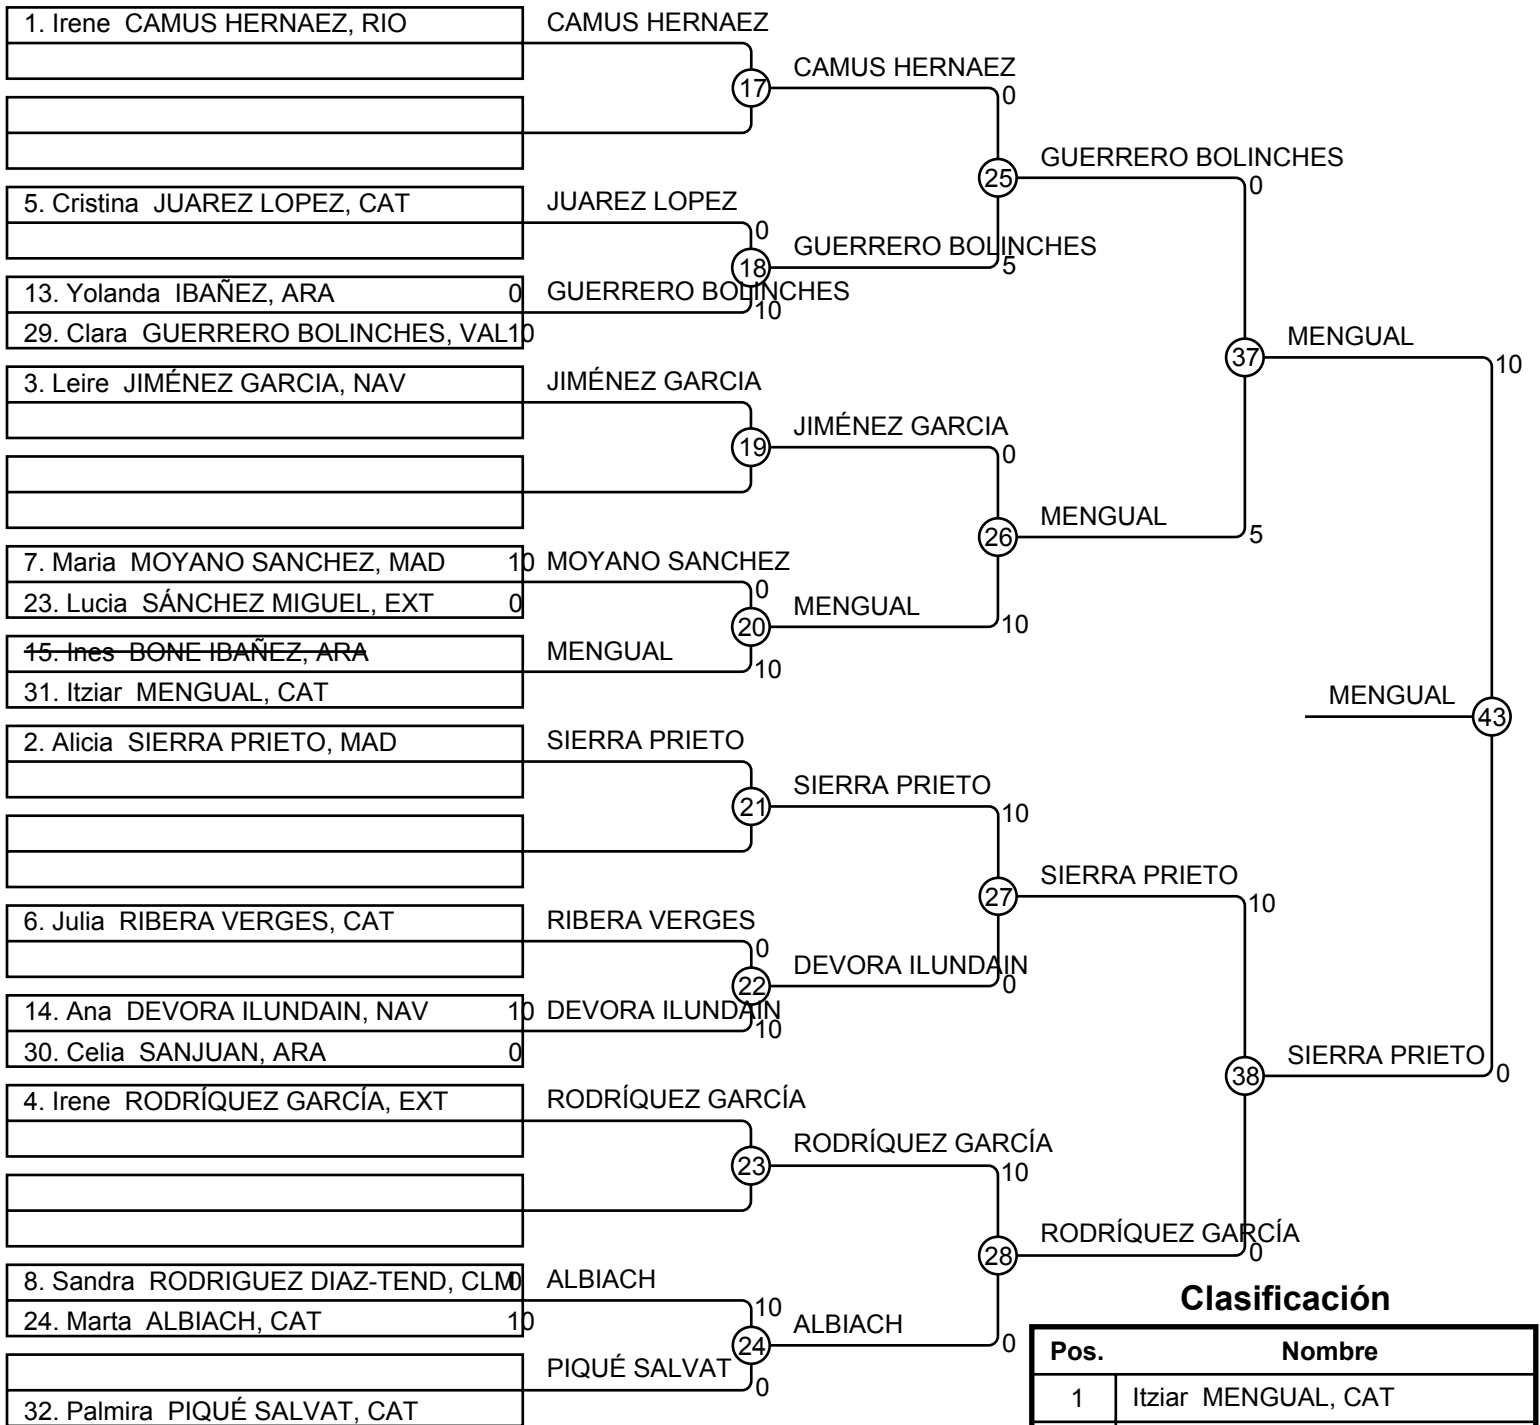 1. Irene CAMUS HERNAEZ, RIO
CAMUS HERNAEZ
17
CAMUS HERNAEZ
0
25
GUERRERO BOLINCHES
0
5. Cristina JUAREZ LOPEZ, CAT
JUAREZ LOPEZ
0
18
GUERRERO BOLINCHES
5
13. Yolanda IBAÑEZ, ARA 0
GUERRERO BOLINCHES
10
29. Clara GUERRERO BOLINCHES, VAL10
37
MENGUAL
10
3. Leire JIMÉNEZ GARCIA, NAV
JIMÉNEZ GARCIA
19
JIMÉNEZ GARCIA
0
26
MENGUAL
5
7. Maria MOYANO SANCHEZ, MAD 10
MOYANO SANCHEZ
0
23. Lucia SÁNCHEZ MIGUEL, EXT 0
20
MENGUAL
10
15. Ines BONE IBAÑEZ, ARA
MENGUAL
10
31. Itziar MENGUAL, CAT
MENGUAL
43
2. Alicia SIERRA PRIETO, MAD
SIERRA PRIETO
21
SIERRA PRIETO
10
27
SIERRA PRIETO
10
6. Julia RIBERA VERGES, CAT
RIBERA VERGES
0
22
DEVORA ILUNDAIN
0
14. Ana DEVORA ILUNDAIN, NAV 10
DEVORA ILUNDAIN
10
30. Celia SANJUAN, ARA 0
38
SIERRA PRIETO
0
4. Irene RODRÍQUEZ GARCÍA, EXT
RODRÍQUEZ GARCÍA
23
RODRÍQUEZ GARCÍA
10
28
RODRÍQUEZ GARCÍA
0
8. Sandra RODRIGUEZ DIAZ-TEND, CLM0
ALBIACH
10
24. Marta ALBIACH, CAT 10
24
ALBIACH
0
PIQUÉ SALVAT
0
32. Palmira PIQUÉ SALVAT, CAT
Clasificación
Pos. Nombre
1 Itziar MENGUAL, CAT